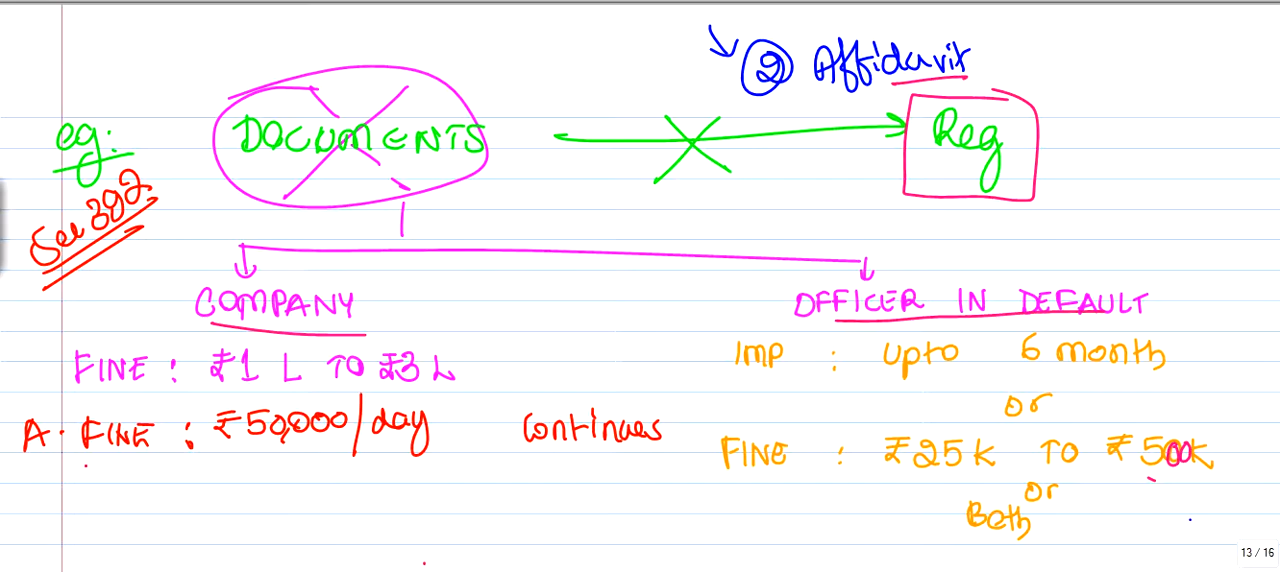 ② Affidavit
eg: DOCUMENTS Reg
Sec 392
COMPANY OFFICER IN DEFAULT
FINE : ₹1 L TO ₹3 L
Imp : upto 6 month
or
A. FINE : ₹50,000/day continues
FINE : ₹25 K TO ₹500K
or
Both
13 / 16